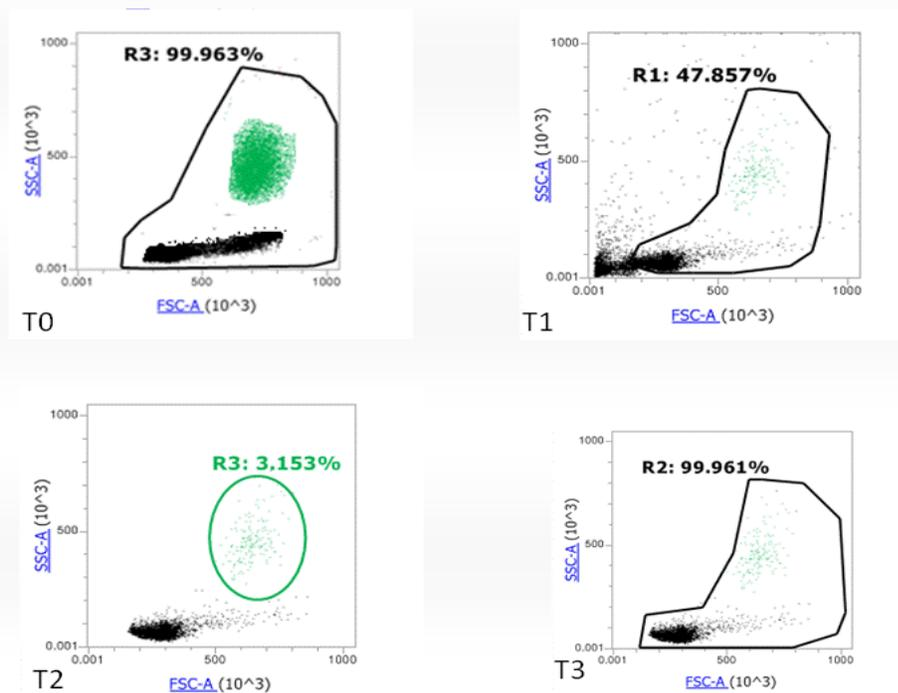 R3: 99.963%
1000
500
0.001
SSC-A (10^3)
0.001
500
1000
FSC-A (10^3)
T0
R1: 47.857%
1000
500
0.001
SSC-A (10^3)
0.001
500
1000
FSC-A (10^3)
T1
R3: 3.153%
1000
500
0.001
SSC-A (10^3)
0.001
500
1000
FSC-A (10^3)
T2
R2: 99.961%
1000
500
0.001
SSC-A (10^3)
0.001
500
1000
FSC-A (10^3)
T3